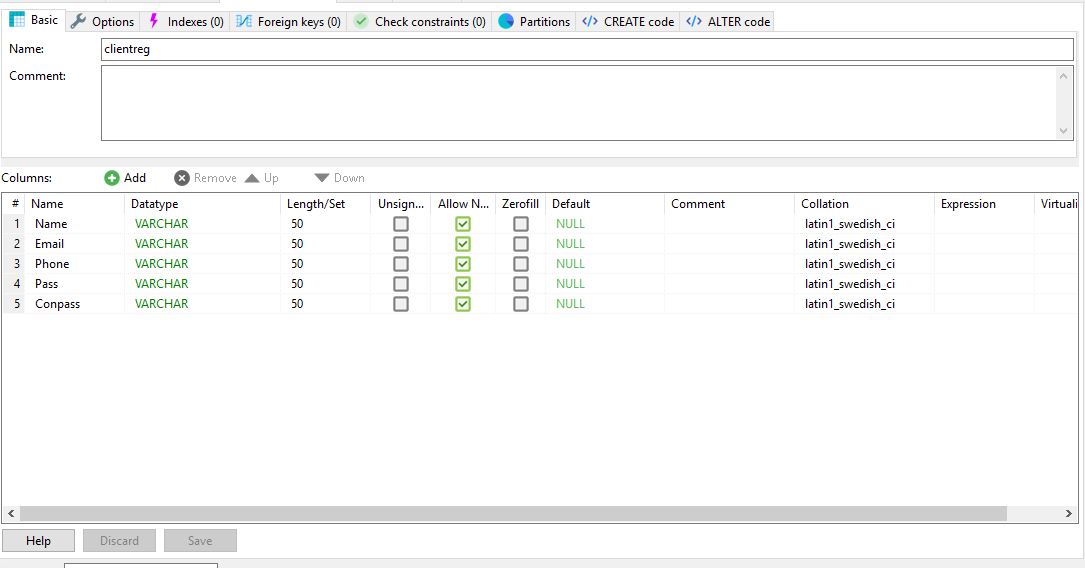 Basic Options Indexes (0) Foreign keys (0) Check constraints (0) Partitions CREATE code ALTER code
Name: clientreg
Comment:
Columns: Add Remove Up Down
# Name Datatype Length/Set Unsign... Allow N... Zerofill Default Comment Collation Expression Virtuali
1 Name VARCHAR 50 NULL latin1_swedish_ci
2 Email VARCHAR 50 NULL latin1_swedish_ci
3 Phone VARCHAR 50 NULL latin1_swedish_ci
4 Pass VARCHAR 50 NULL latin1_swedish_ci
5 Conpass VARCHAR 50 NULL latin1_swedish_ci
Help Discard Save